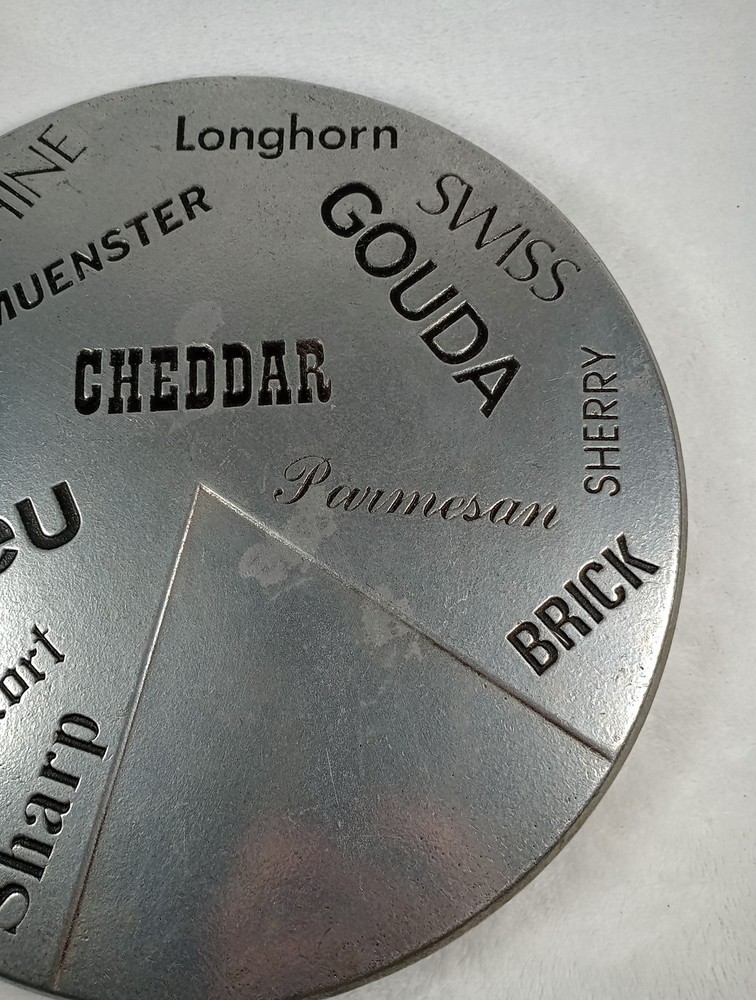 Longhorn
SWISS
MUENSTER
GOUDA
CHEDDAR
SHERRY
Parmesan
BRICK
Sharp